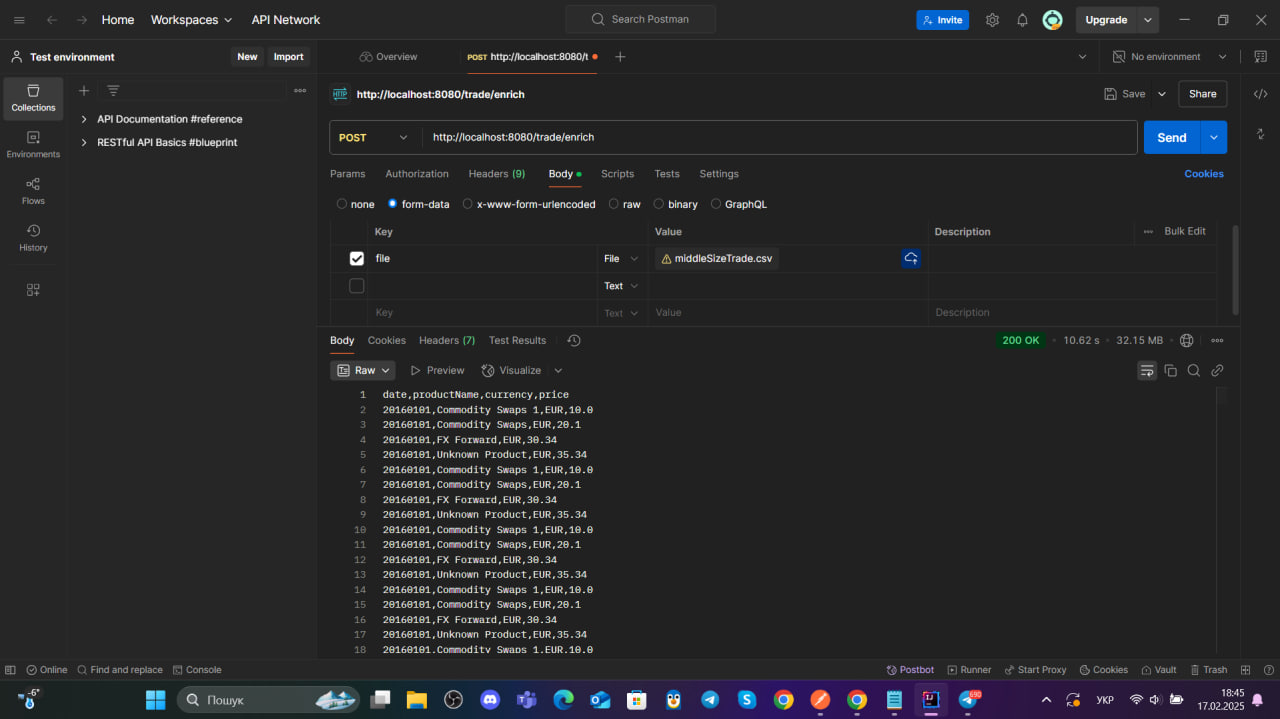 Home Workspaces API Network Search Postman Invite Upgrade
Test environment New Import Overview POST http://localhost:8080/t No environment
Collections
Environments
Flows
History
API Documentation #reference
RESTful API Basics #blueprint
HTTP http://localhost:8080/trade/enrich Save Share
POST http://localhost:8080/trade/enrich Send
Params Authorization Headers (9) Body Scripts Tests Settings Cookies
none form-data x-www-form-urlencoded raw binary GraphQL
Key Value Description Bulk Edit
file File middleSizeTrade.csv
Text
Key Text Value Description
Body Cookies Headers (7) Test Results 200 OK 10.62 s 32.15 MB
Raw Preview Visualize
1 date,productName,currency,price
2 20160101,Commodity Swaps 1,EUR,10.0
3 20160101,Commodity Swaps,EUR,20.1
4 20160101,FX Forward,EUR,30.34
5 20160101,Unknown Product,EUR,35.34
6 20160101,Commodity Swaps 1,EUR,10.0
7 20160101,Commodity Swaps,EUR,20.1
8 20160101,FX Forward,EUR,30.34
9 20160101,Unknown Product,EUR,35.34
10 20160101,Commodity Swaps 1,EUR,10.0
11 20160101,Commodity Swaps,EUR,20.1
12 20160101,FX Forward,EUR,30.34
13 20160101,Unknown Product,EUR,35.34
14 20160101,Commodity Swaps 1,EUR,10.0
15 20160101,Commodity Swaps,EUR,20.1
16 20160101,FX Forward,EUR,30.34
17 20160101,Unknown Product,EUR,35.34
18 20160101,Commodity Swaps 1,EUR,10.0
Online Find and replace Console Postbot Runner Start Proxy Cookies Vault Trash
-6° Пошук 690 УКР 18:45
17.02.2025